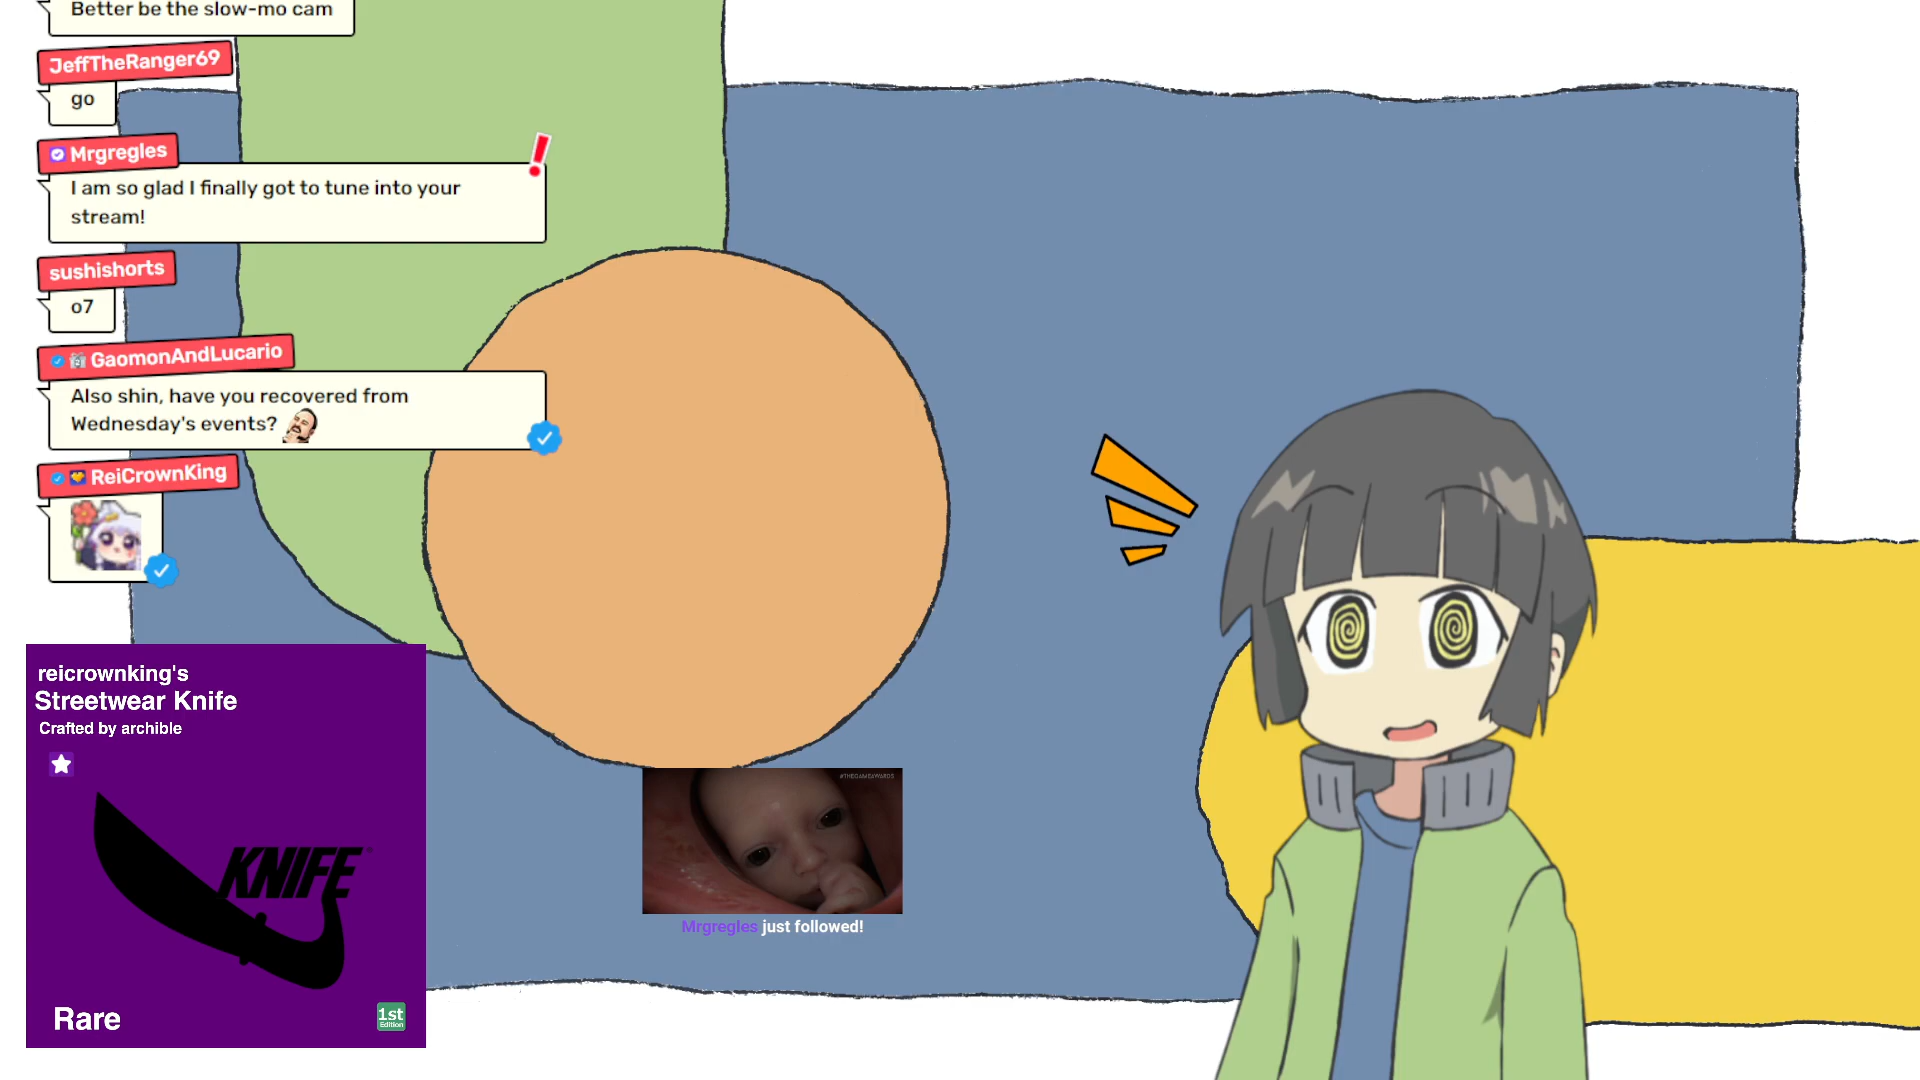 Better be the slow-mo cam
JeffTheRanger69
go
Mrgregles
I am so glad I finally got to tune into your
stream!
sushishorts
o7
GaomonAndLucario
Also shin, have you recovered from
Wednesday's events?
ReiCrownKing
reicrownking's
Streetwear Knife
Crafted by archible
KNIFE
Rare
1st
Edition
#THEGAMEAWARDS
Mrgregles just followed!